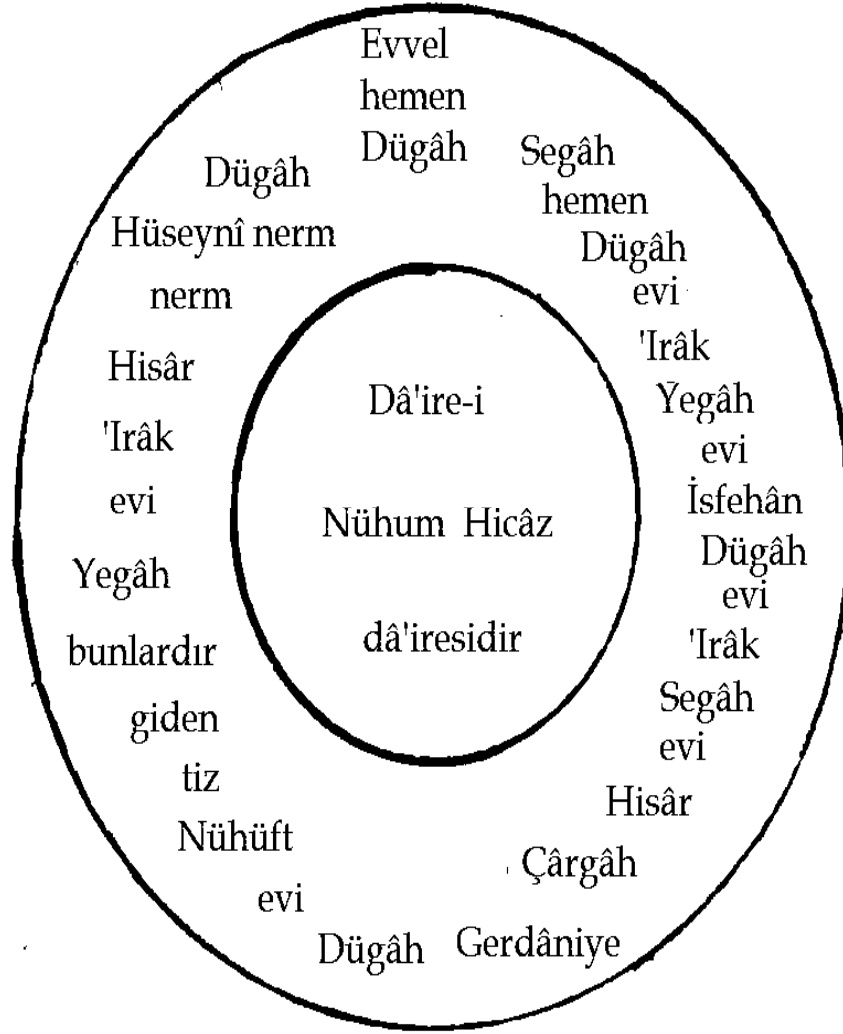 Evvel
hemen
Dügâh
Segâh
hemen
Dügâh
evi
'Irâk
Yegâh
evi
İsfehân
Dügâh
evi
'Irâk
Segâh
evi
Hisâr
Çârgâh
Gerdâniye
Dügâh
evi
Nühüft
tiz
giden
bunlardır
Yegâh
evi
'Irâk
Hisâr
nerm
Hüseynî nerm
Dügâh
Dâ'ire-i
Nühum Hicâz
dâ'iresidir